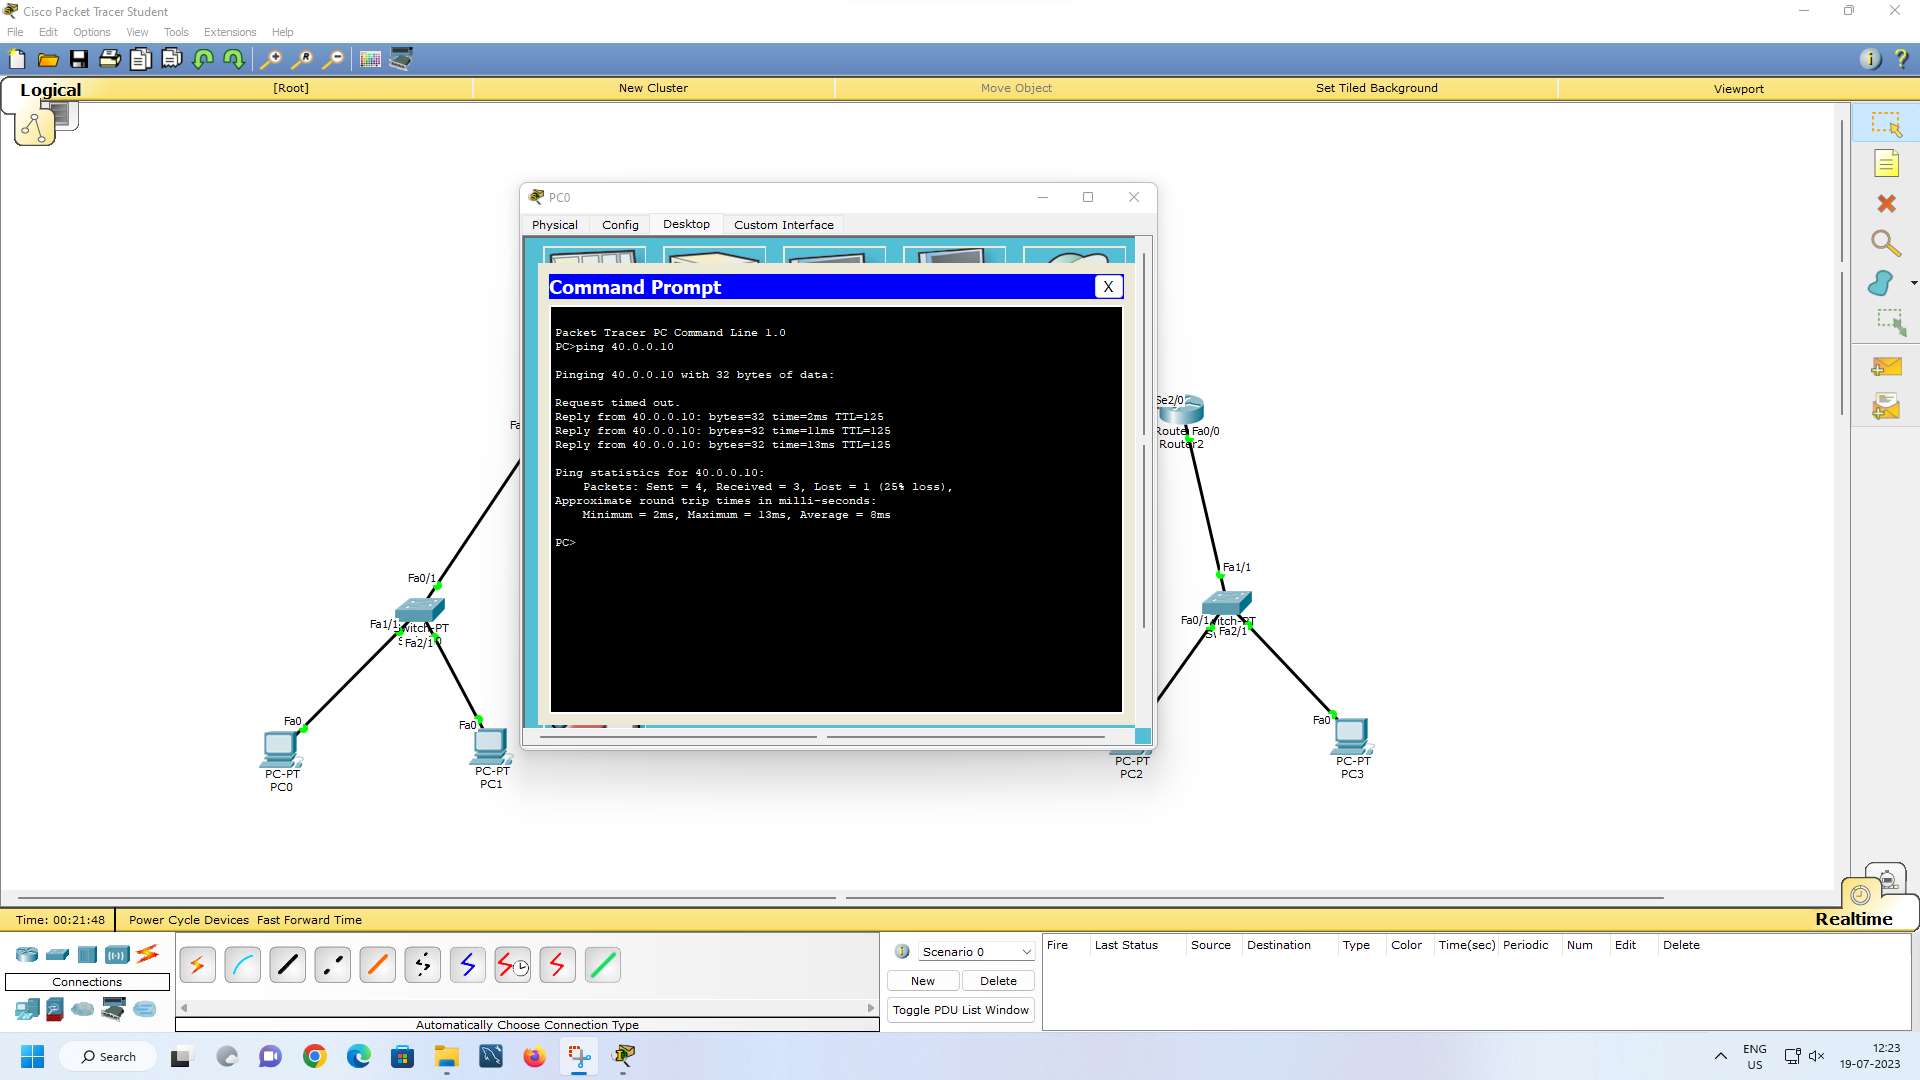 Cisco Packet Tracer Student
File Edit Options View Tools Extensions Help
Logical
[Root]
New Cluster
Move Object
Set Tiled Background
Viewport
PC0
Physical Config Desktop Custom Interface
Command Prompt
X
Packet Tracer PC Command Line 1.0
PC>ping 40.0.0.10
Pinging 40.0.0.10 with 32 bytes of data:
Request timed out.
Reply from 40.0.0.10: bytes=32 time=2ms TTL=125
Reply from 40.0.0.10: bytes=32 time=11ms TTL=125
Reply from 40.0.0.10: bytes=32 time=13ms TTL=125
Ping statistics for 40.0.0.10:
Packets: Sent = 4, Received = 3, Lost = 1 (25% loss),
Approximate round trip times in milli-seconds:
Minimum = 2ms, Maximum = 13ms, Average = 8ms
PC>
Fa
Se2/0
Fa0/0
Router2
Fa0/1
Fa1/1
Fa2/1
Fa0
Fa0
PC-PT
PC0
PC-PT
PC1
Fa1/1
Fa0/1
Fa2/1
Fa0
PC-PT
PC2
PC-PT
PC3
Time: 00:21:48
Power Cycle Devices Fast Forward Time
Realtime
Connections
Automatically Choose Connection Type
Scenario 0
New
Delete
Toggle PDU List Window
Fire Last Status Source Destination Type Color Time(sec) Periodic Num Edit Delete
Search
ENG
US
12:23
19-07-2023